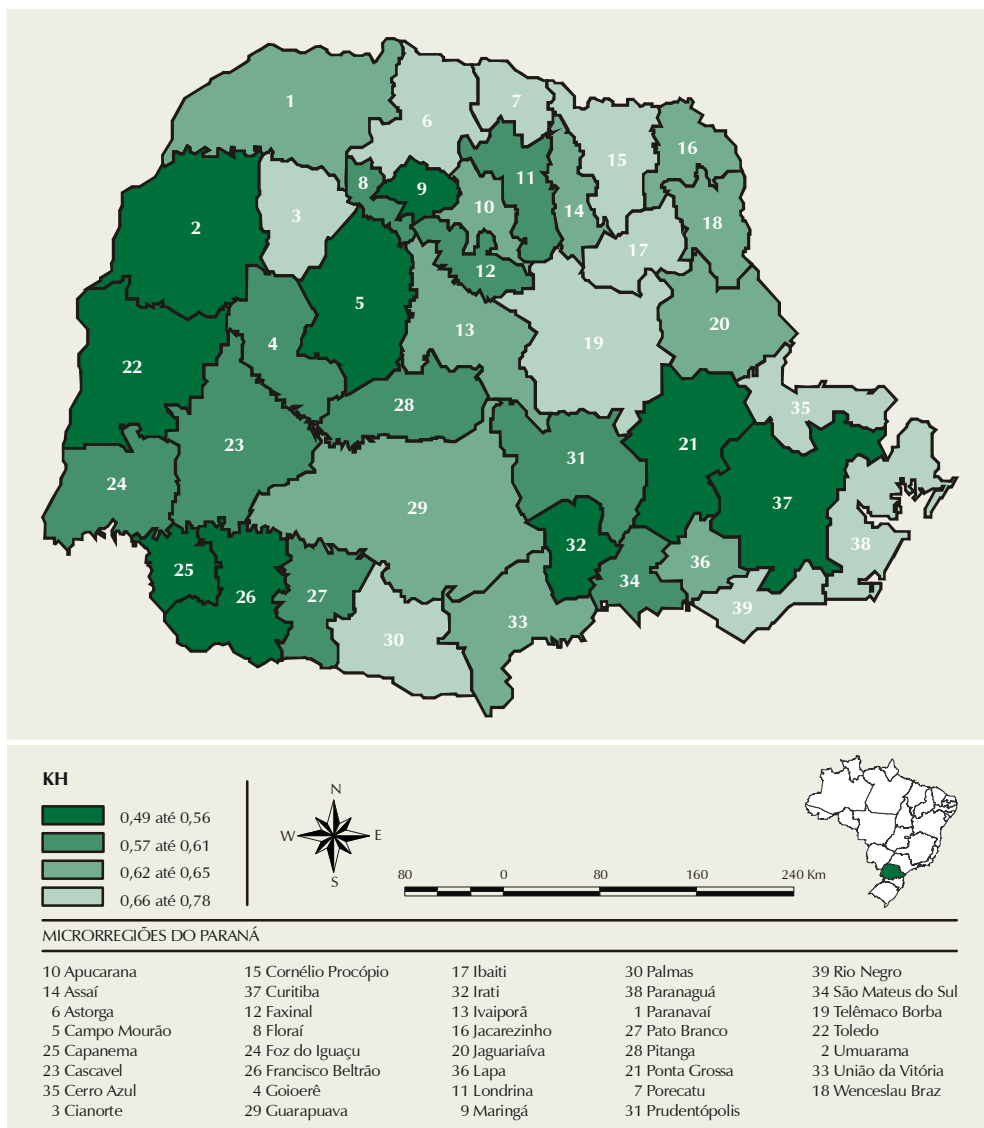 1
6
7
15
16
8
9
11
10
14
3
2
18
17
12
5
13
20
4
19
22
28
35
23
21
31
24
29
37
32
38
25
36
34
26
27
39
33
30
KH
0,49 até 0,56
0,57 até 0,61
0,62 até 0,65
0,66 até 0,78
N
W E
S
80 0 80 160 240 Km
MICRORREGIÕES DO PARANÁ
10 Apucarana
14 Assaí
6 Astorga
5 Campo Mourão
25 Capanema
23 Cascavel
35 Cerro Azul
3 Cianorte
15 Cornélio Procópio
37 Curitiba
12 Faxinal
8 Floraí
24 Foz do Iguaçu
26 Francisco Beltrão
4 Goioerê
29 Guarapuava
17 Ibaiti
32 Irati
13 Ivaiporã
16 Jacarezinho
20 Jaguariaíva
36 Lapa
11 Londrina
9 Maringá
30 Palmas
38 Paranaguá
1 Paranavaí
27 Pato Branco
28 Pitanga
21 Ponta Grossa
7 Porecatu
31 Prudentópolis
39 Rio Negro
34 São Mateus do Sul
19 Telêmaco Borba
22 Toledo
2 Umuarama
33 União da Vitória
18 Wenceslau Braz